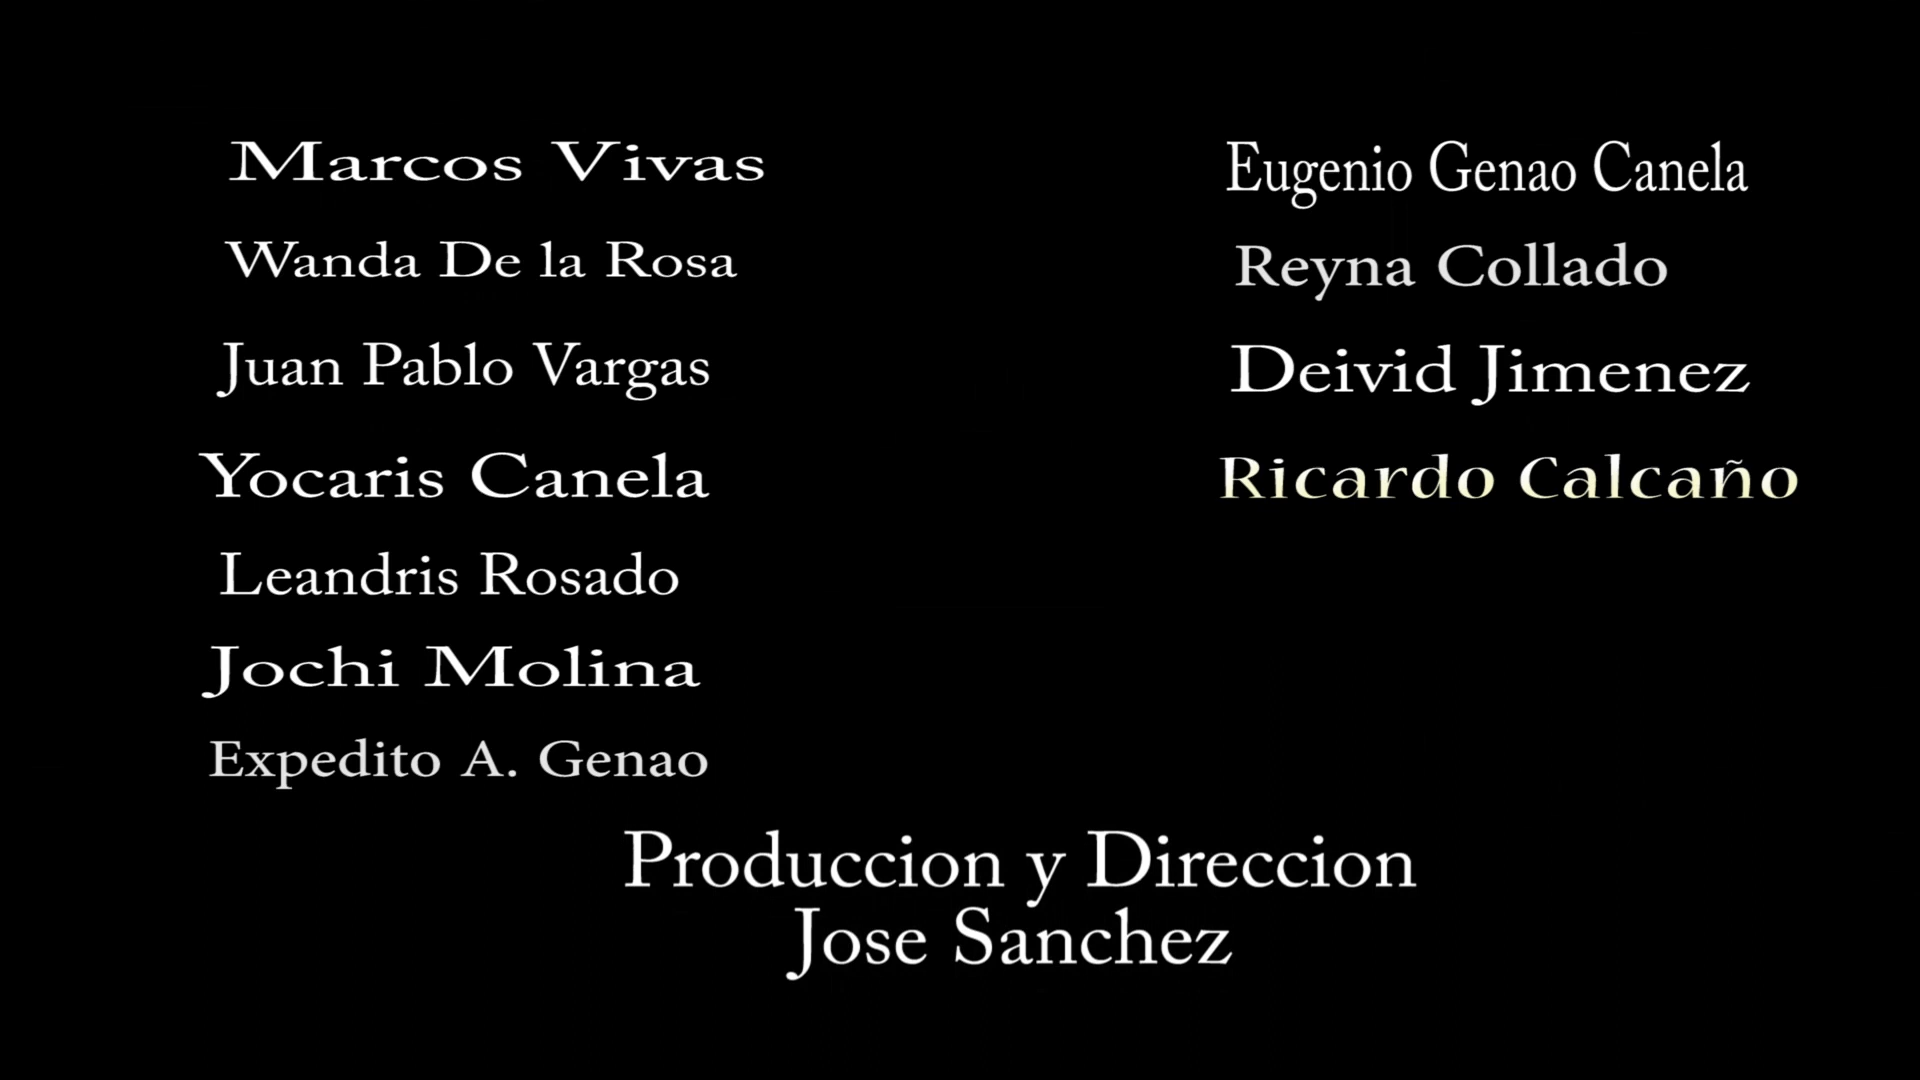 Marcos Vivas
Wanda De la Rosa
Juan Pablo Vargas
Yocaris Canela
Leandris Rosado
Jochi Molina
Expedito A. Genao
Eugenio Genao Canela
Reyna Collado
Deivid Jimenez
Ricardo Calcaño
Produccion y Direccion
Jose Sanchez